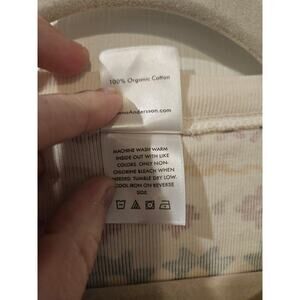 100% Organic Cotton
Andersson.com
MACHINE WASH WARM
INSIDE OUT WITH LIKE
COLORS. ONLY NON-
CHLORINE BLEACH WHEN
NEEDED. TUMBLE DRY LOW.
COOL IRON ON REVERSE
SIDE.